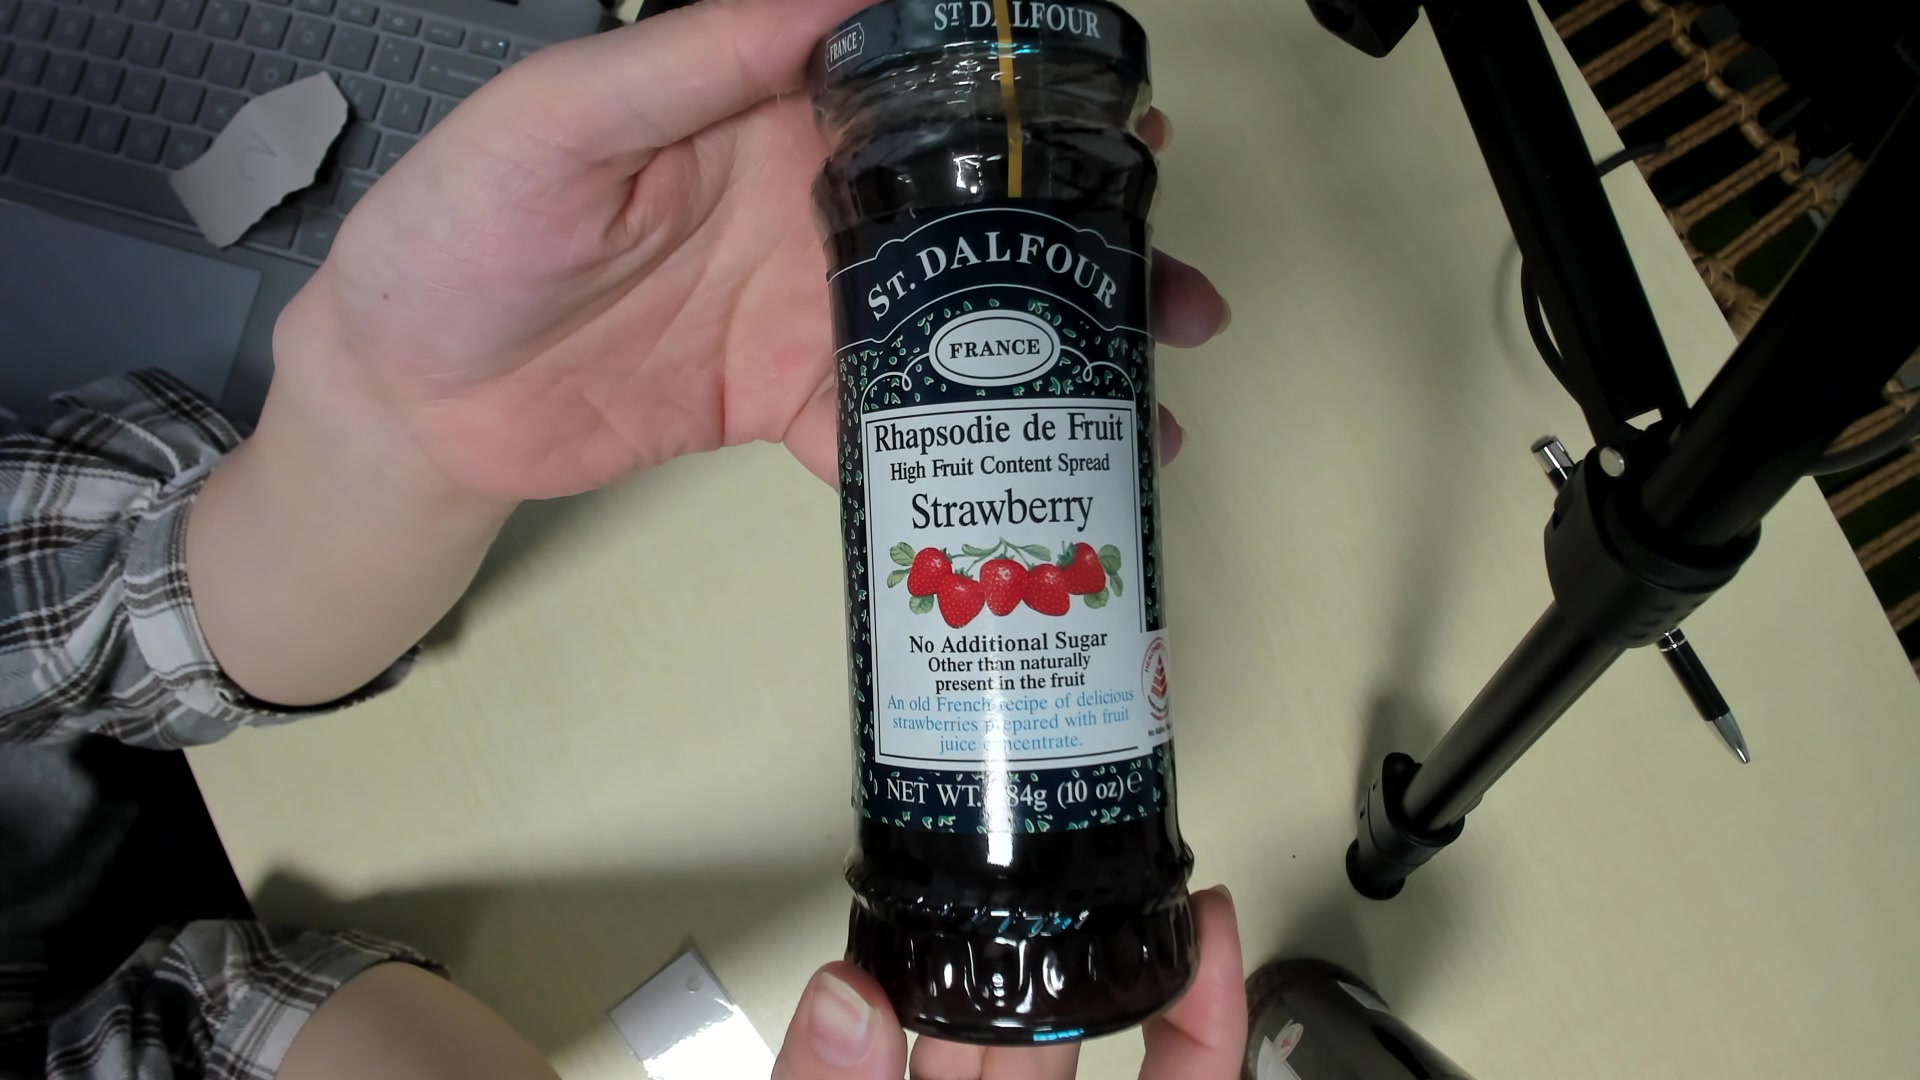 ST DALFOUR
FRANCE
ST. DALFOUR
FRANCE
Rhapsodie de Fruit
High Fruit Content Spread
Strawberry
No Additional Sugar
Other than naturally
present in the fruit
An old French recipe of delicious
strawberries prepared with fruit
juice concentrate.
NET WT. 84g (10 oz) e